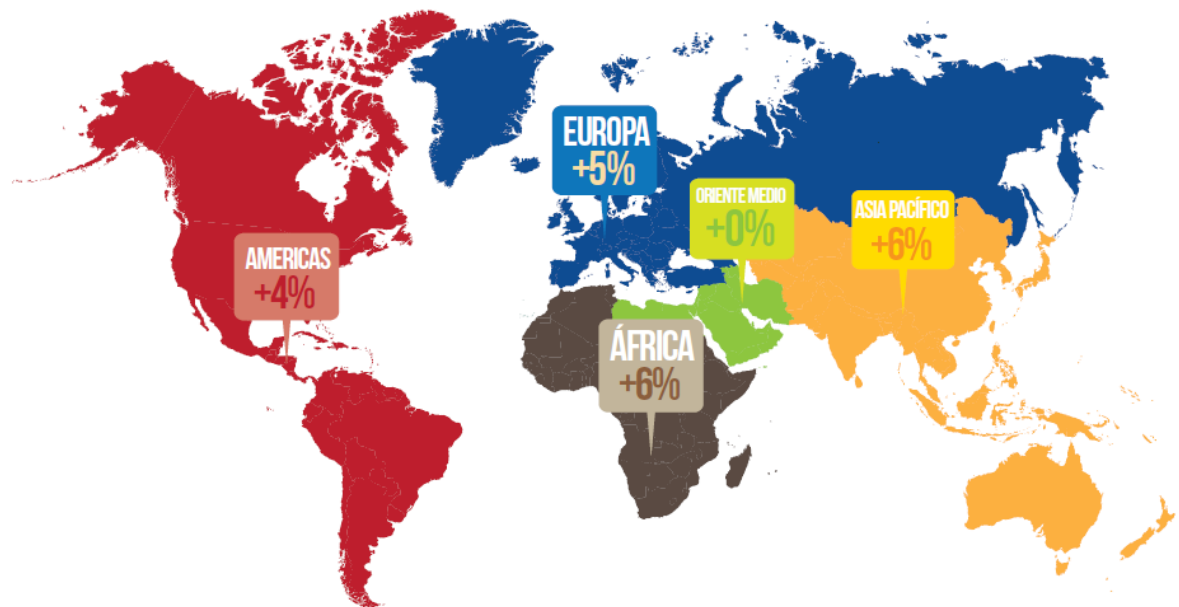 EUROPA
+5%
ORIENTE MEDIO
+0%
ASIA PACÍFICO
+6%
AMERICAS
+4%
ÁFRICA
+6%